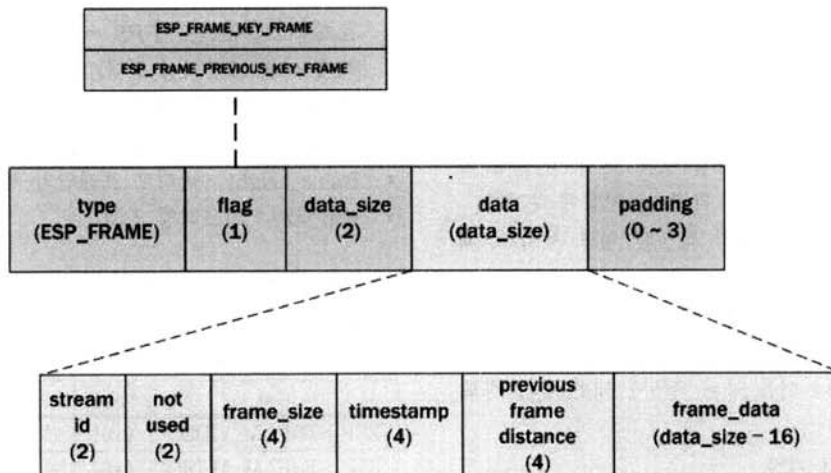 ESP_FRAME_KEY_FRAME
ESP_FRAME_PREVIOUS_KEY_FRAME
type
(ESP_FRAME)
flag
(1)
data_size
(2)
data
(data_size)
padding
(0 ~ 3)
stream
id
(2)
not
used
(2)
frame_size
(4)
timestamp
(4)
previous
frame
distance
(4)
frame_data
(data_size − 16)